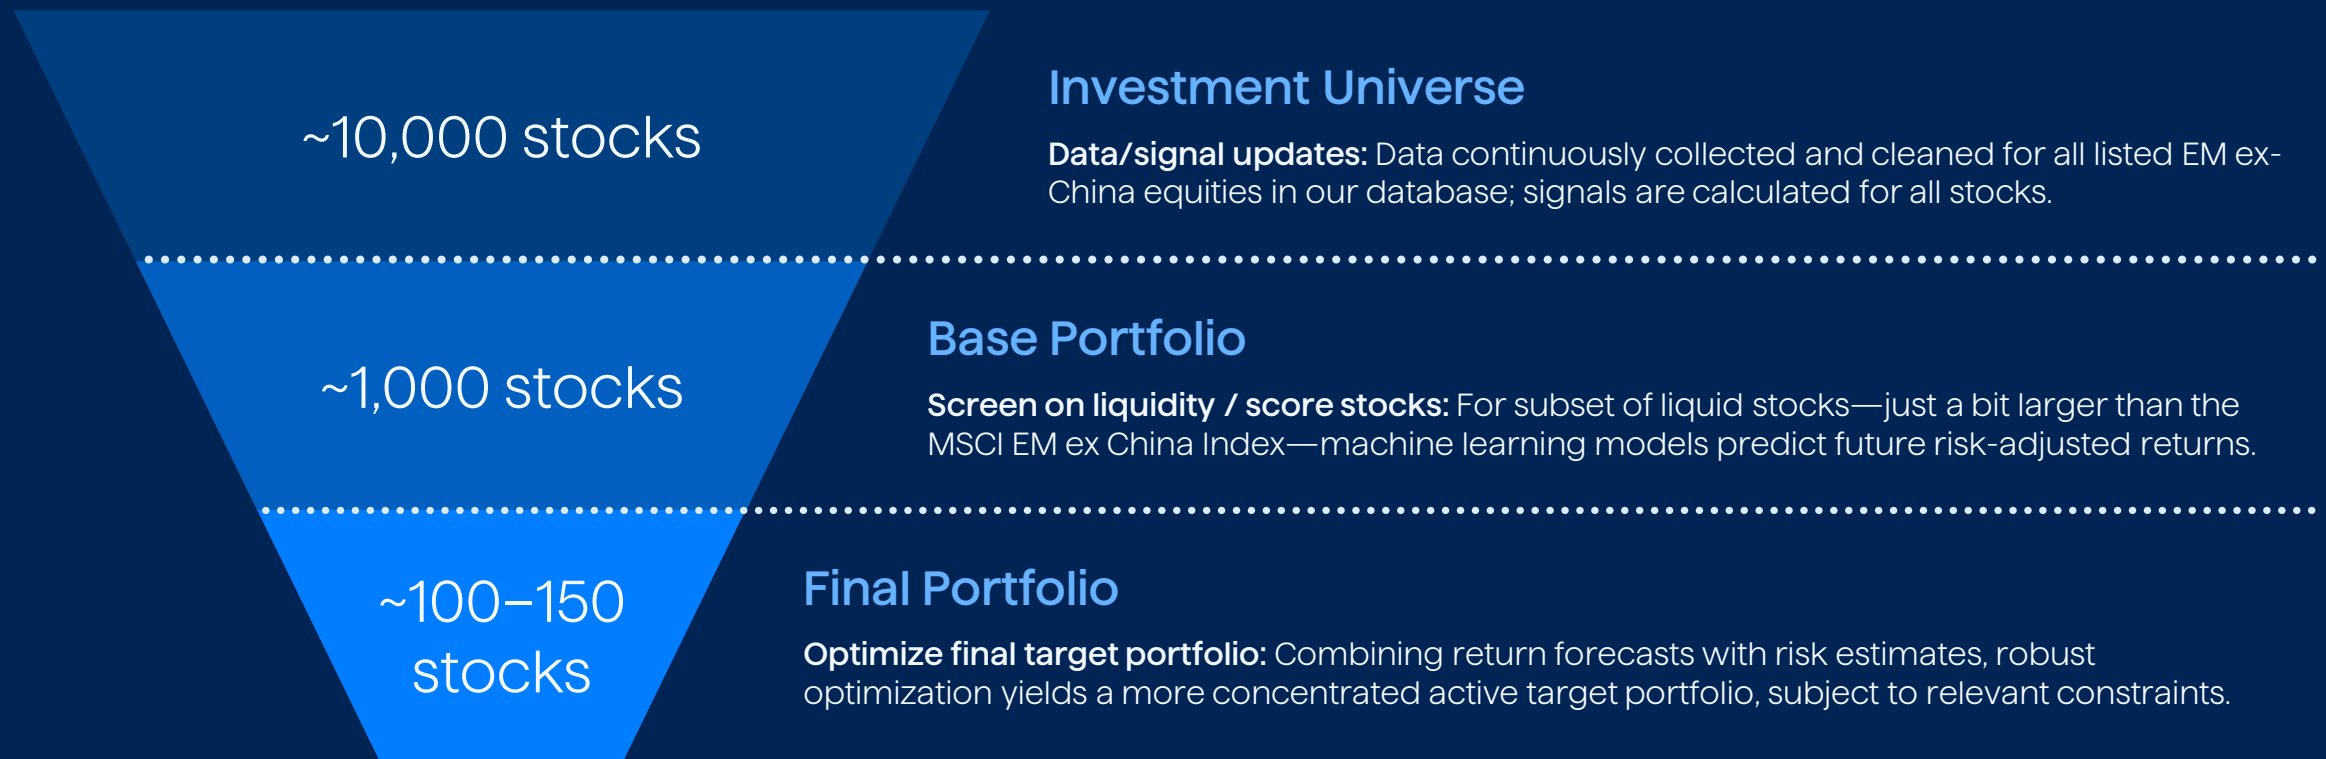 ~10,000 stocks
Investment Universe
Data/signal updates: Data continuously collected and cleaned for all listed EM ex-
China equities in our database; signals are calculated for all stocks.
~1,000 stocks
Base Portfolio
Screen on liquidity / score stocks: For subset of liquid stocks—just a bit larger than the
MSCI EM ex China Index—machine learning models predict future risk-adjusted returns.
~100–150
stocks
Final Portfolio
Optimize final target portfolio: Combining return forecasts with risk estimates, robust
optimization yields a more concentrated active target portfolio, subject to relevant constraints.